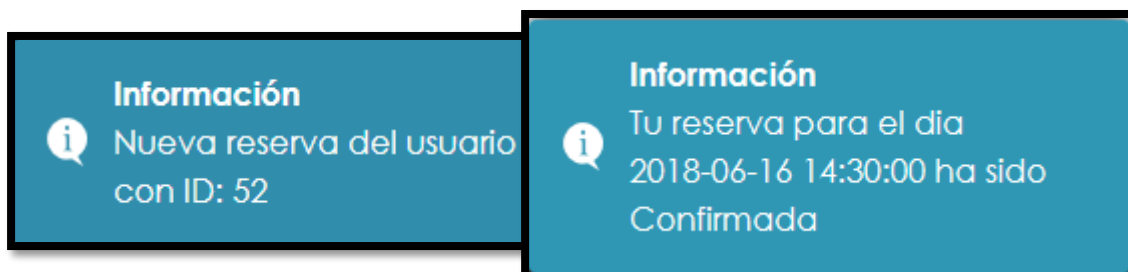 Información
Nueva reserva del usuario
con ID: 52
Información
Tu reserva para el dia
2018-06-16 14:30:00 ha sido
Confirmada